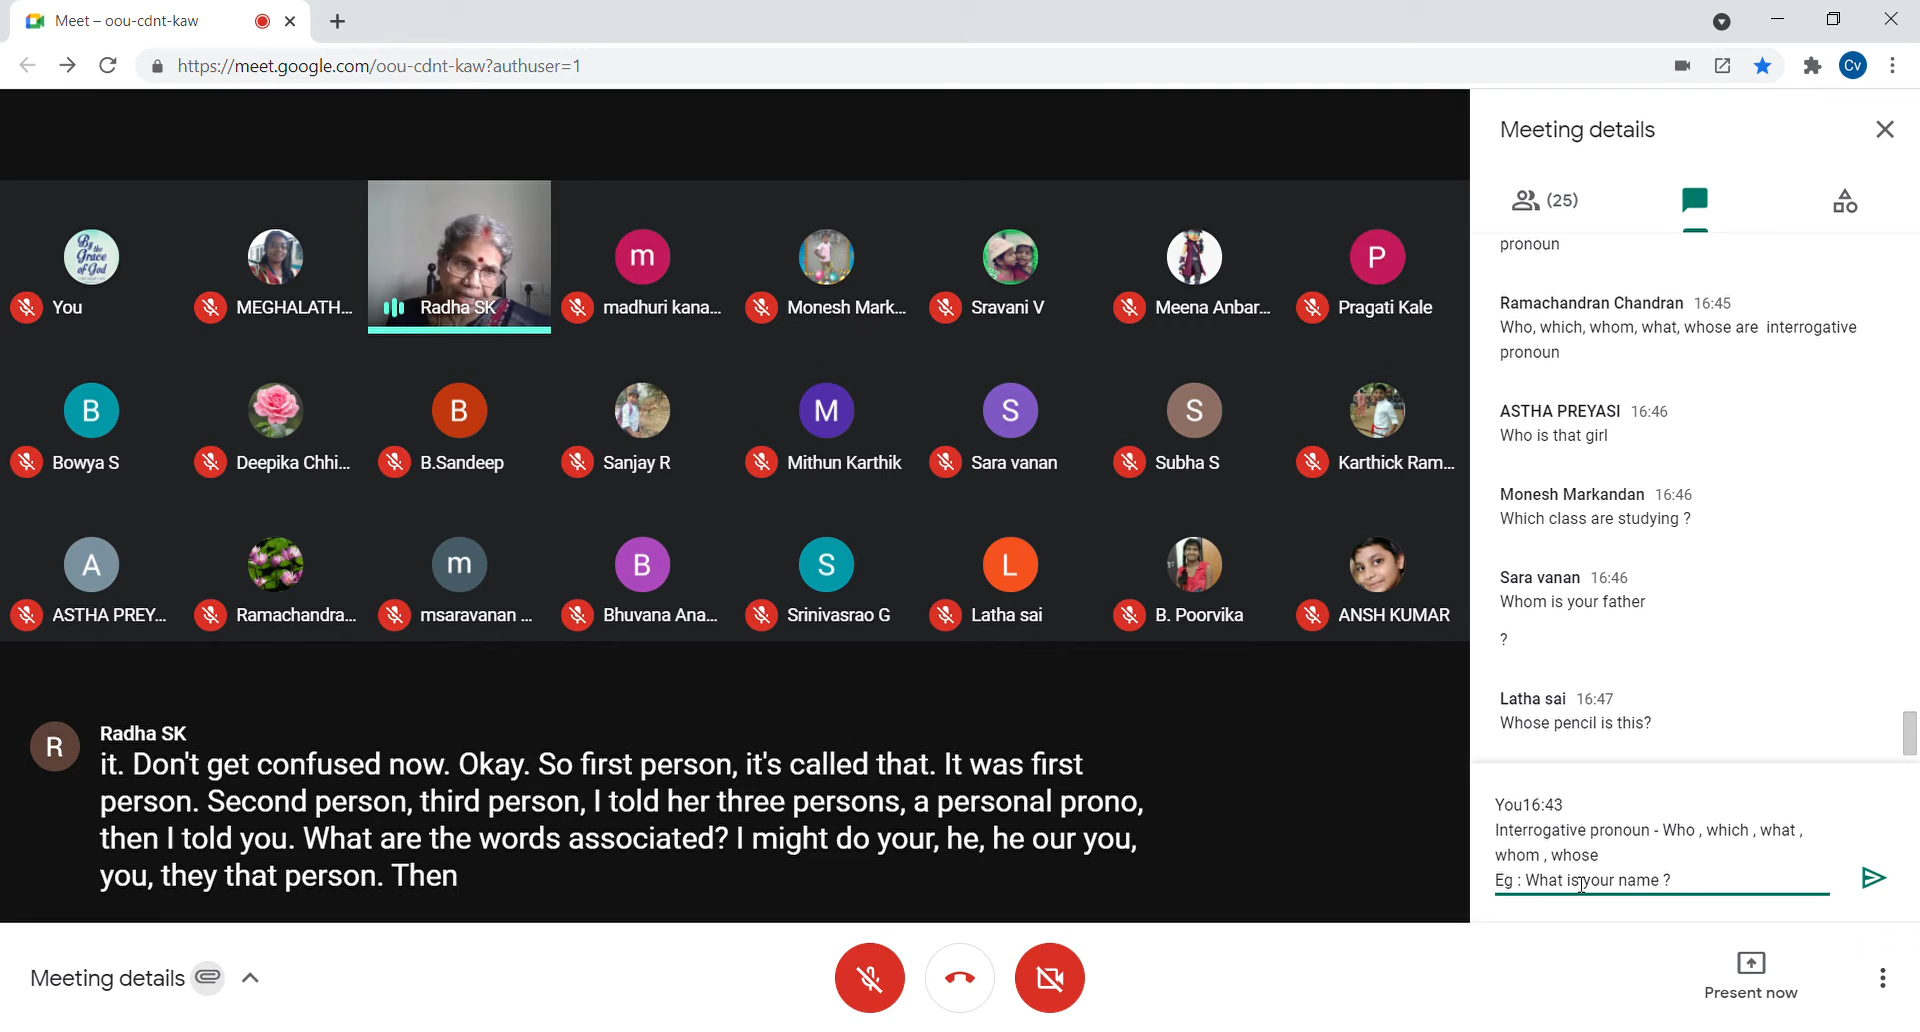 Meet – oou-cdnt-kaw
https://meet.google.com/oou-cdnt-kaw?authuser=1
Cv
Meeting details
(25)
By the
Grace
of God
You
MEGHALATH...
Radha SK
m
madhuri kana...
Monesh Mark...
Sravani V
Meena Anbar...
P
Pragati Kale
B
Bowya S
Deepika Chhi...
B
B.Sandeep
Sanjay R
M
Mithun Karthik
S
Sara vanan
S
Subha S
Karthick Ram...
A
ASTHA PREY...
Ramachandra...
m
msaravanan ...
B
Bhuvana Ana...
S
Srinivasrao G
L
Latha sai
B. Poorvika
ANSH KUMAR
R
Radha SK
it. Don't get confused now. Okay. So first person, it's called that. It was first
person. Second person, third person, I told her three persons, a personal prono,
then I told you. What are the words associated? I might do your, he, he our you,
you, they that person. Then
pronoun
Ramachandran Chandran 16:45
Who, which, whom, what, whose are interrogative
pronoun
ASTHA PREYASI 16:46
Who is that girl
Monesh Markandan 16:46
Which class are studying ?
Sara vanan 16:46
Whom is your father
?
Latha sai 16:47
Whose pencil is this?
You16:43
Interrogative pronoun - Who , which , what ,
whom , whose
Eg : What is your name ?
Meeting details
Present now